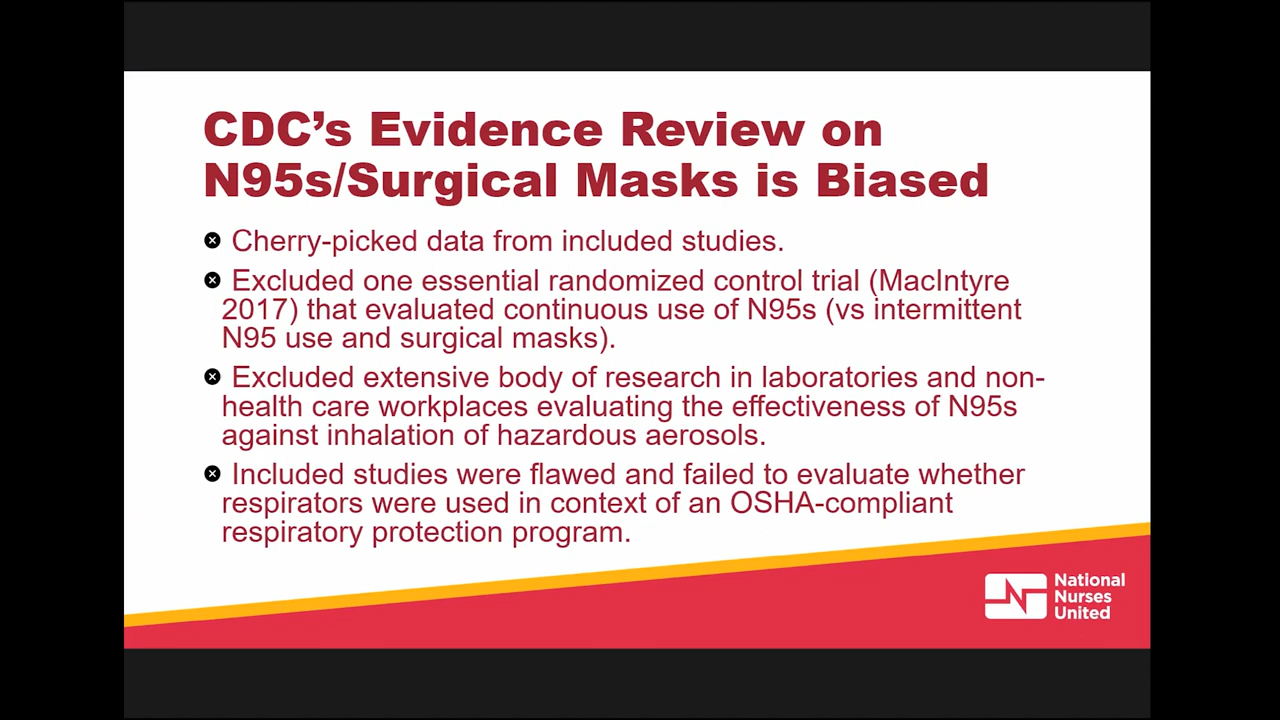 CDC’s Evidence Review on
N95s/Surgical Masks is Biased
Cherry-picked data from included studies.
Excluded one essential randomized control trial (MacIntyre
2017) that evaluated continuous use of N95s (vs intermittent
N95 use and surgical masks).
Excluded extensive body of research in laboratories and non-
health care workplaces evaluating the effectiveness of N95s
against inhalation of hazardous aerosols.
Included studies were flawed and failed to evaluate whether
respirators were used in context of an OSHA-compliant
respiratory protection program.
National
Nurses
United